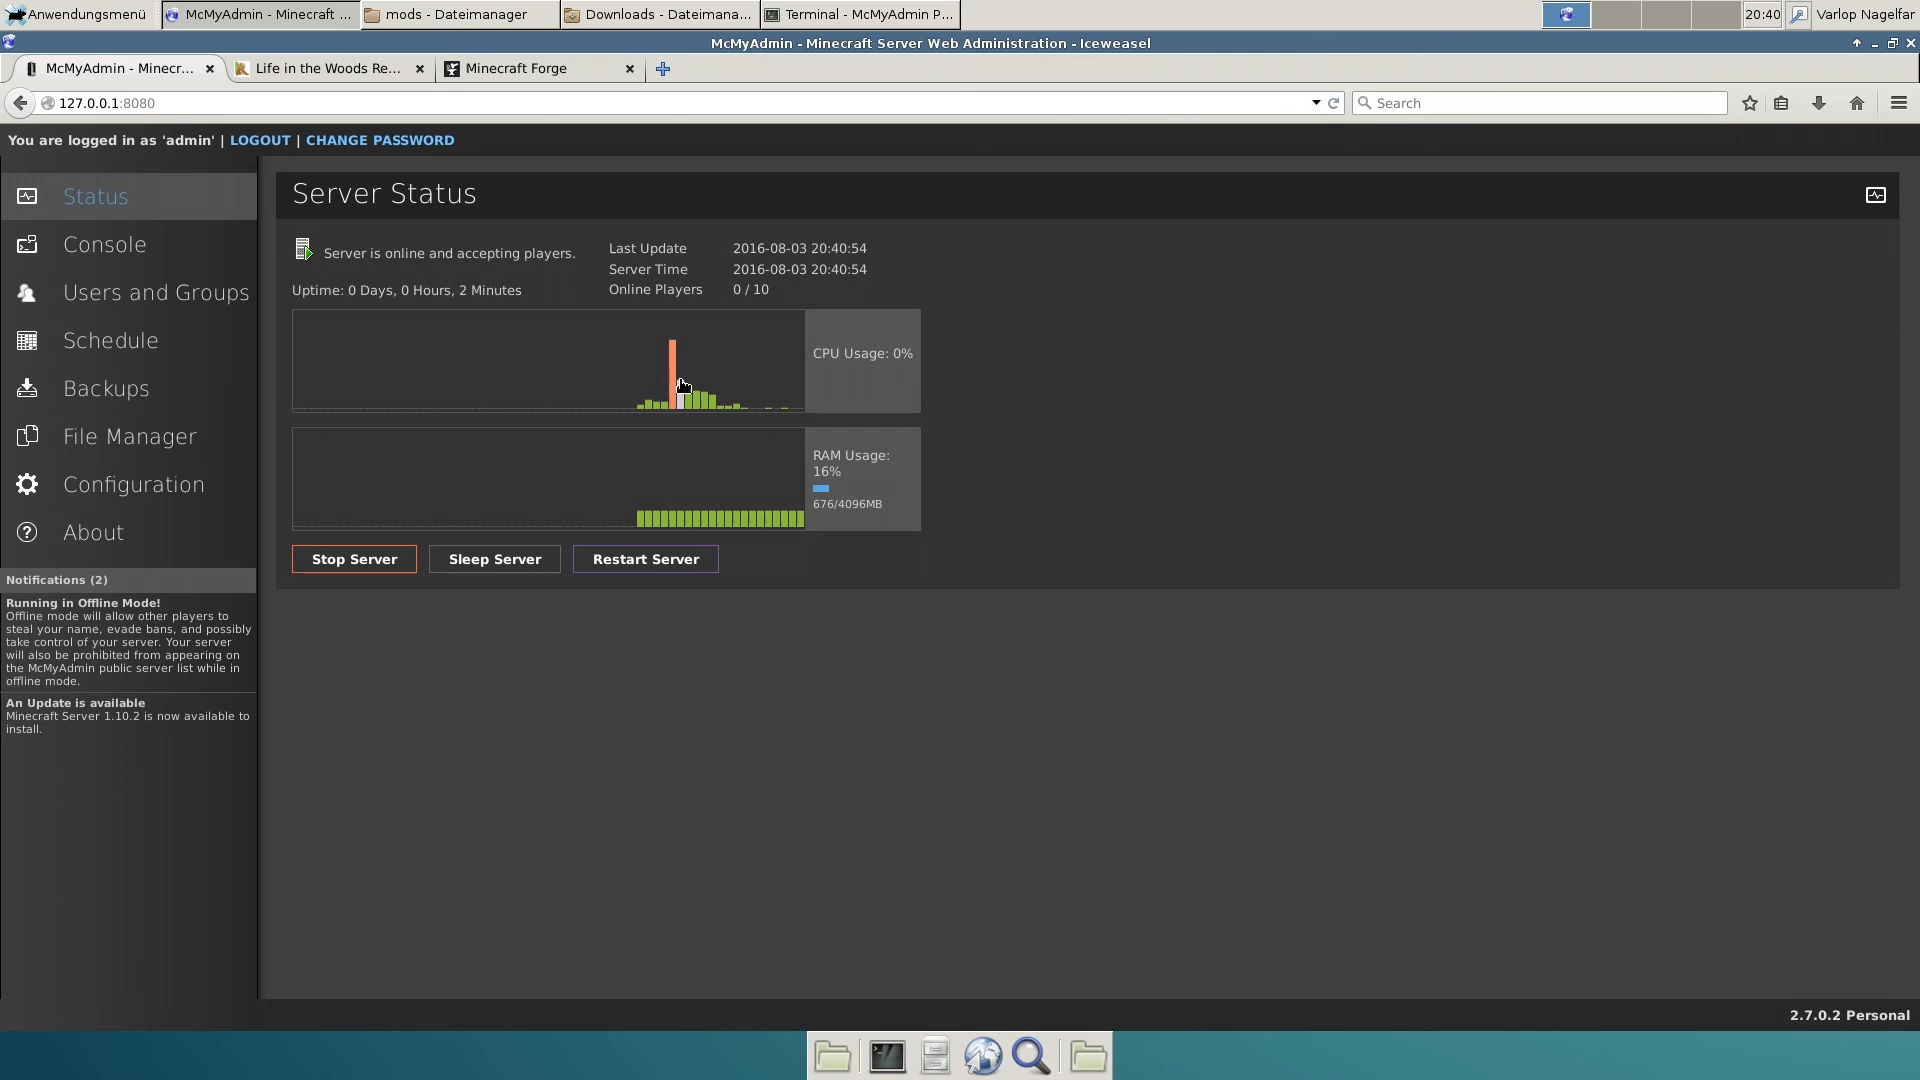 Anwendungsmenü
McMyAdmin - Minecraft ...
mods - Dateimanager
Downloads - Dateimana...
Terminal - McMyAdmin P...
20:40
Varlop Nagelfar
McMyAdmin - Minecraft Server Web Administration - Iceweasel
McMyAdmin - Minecr...
Life in the Woods Re...
Minecraft Forge
127.0.0.1:8080
Search
You are logged in as 'admin' | LOGOUT | CHANGE PASSWORD
Status
Console
Users and Groups
Schedule
Backups
File Manager
Configuration
About
Notifications (2)
Running in Offline Mode!
Offline mode will allow other players to
steal your name, evade bans, and possibly
take control of your server. Your server
will also be prohibited from appearing on
the McMyAdmin public server list while in
offline mode.
An Update is available
Minecraft Server 1.10.2 is now available to
install.
Server Status
Server is online and accepting players.
Uptime: 0 Days, 0 Hours, 2 Minutes
Last Update 2016-08-03 20:40:54
Server Time 2016-08-03 20:40:54
Online Players 0 / 10
CPU Usage: 0%
RAM Usage:
16%
676/4096MB
Stop Server
Sleep Server
Restart Server
2.7.0.2 Personal